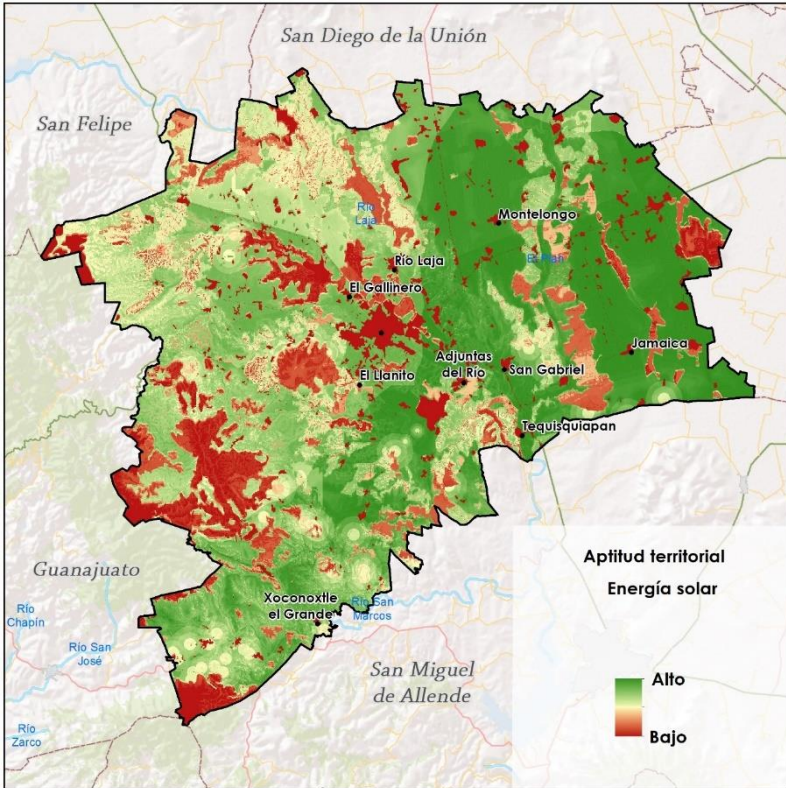 San Diego de la Unión
San Felipe
Montelongo
Río
Laja
Río Laja
El Plan
El Gallinero
Jamaica
Adjuntas
del Río
San Gabriel
El Llanito
Tequisquiapan
Aptitud territorial
Energía solar
Guanajuato
Xoconoxtle
el Grande
Río San
Marcos
Río
Chapín
Río San
José
San Miguel
de Allende
Alto
Bajo
Río
Zarco